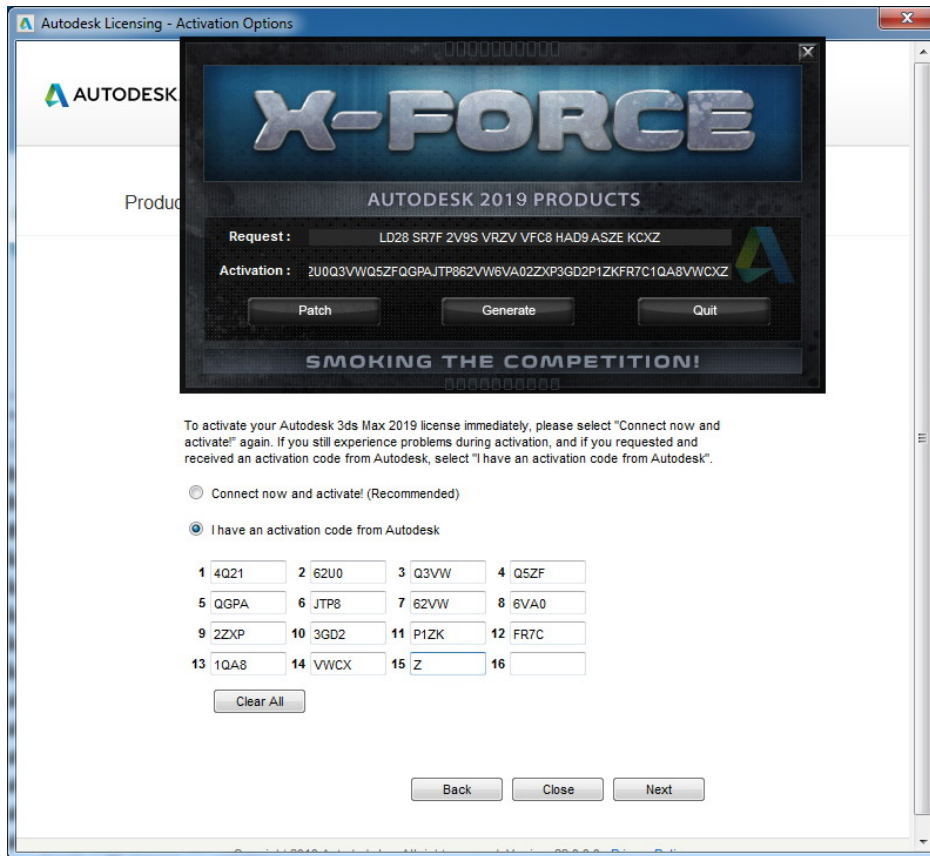 Autodesk Licensing - Activation Options
AUTODESK
X-FORCE
Produc
AUTODESK 2019 PRODUCTS
Request :
LD28 SR7F 2V9S VRZV VFC8 HAD9 ASZE KCXZ
Activation :
2U0Q3VWQ5ZFQGPAJTP862VW6VA02ZXP3GD2P1ZKFR7C1QA8VWCXZ
Patch Generate Quit
SMOKING THE COMPETITION!
To activate your Autodesk 3ds Max 2019 license immediately, please select "Connect now and
activate!" again. If you still experience problems during activation, and if you requested and
received an activation code from Autodesk, select "I have an activation code from Autodesk".
Connect now and activate! (Recommended)
I have an activation code from Autodesk
1 4Q21 2 62U0 3 Q3VW 4 Q5ZF
5 QGPA 6 JTP8 7 62VW 8 6VA0
9 2ZXP 10 3GD2 11 P1ZK 12 FR7C
13 1QA8 14 VWCX 15 Z 16
Clear All
Back Close Next